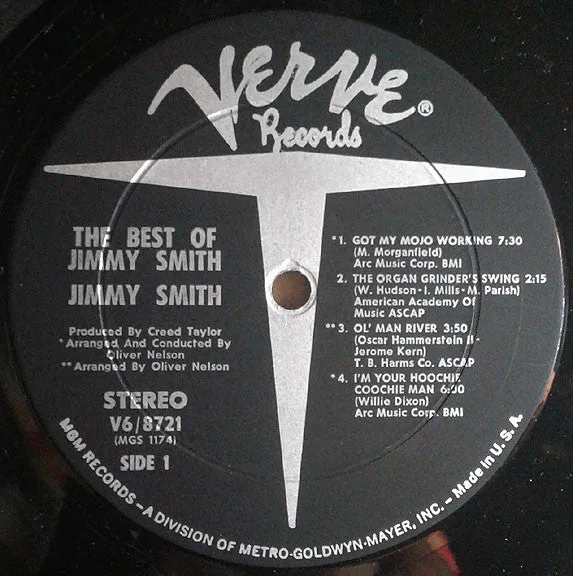 Verve®
Records
THE BEST OF
JIMMY SMITH
JIMMY SMITH
Produced By Creed Taylor
*Arranged And Conducted By
Oliver Nelson
**Arranged By Oliver Nelson
STEREO
V6/8721
(MGS 1174)
SIDE 1
*1. GOT MY MOJO WORKING 7:30
(M. Morganfield)
Arc Music Corp. BMI
2. THE ORGAN GRINDER'S SWING 2:15
(W. Hudson-I. Mills-M. Parish)
American Academy Of
Music ASCAP
**3. OL' MAN RIVER 3:50
(Oscar Hammerstein II-
Jerome Kern)
T. B. Harms Co. ASCAP
*4. I'M YOUR HOOCHIE
COOCHIE MAN 6:00
(Willie Dixon)
Arc Music Corp. BMI
MGM RECORDS – A DIVISION OF METRO-GOLDWYN-MAYER, INC. – Made in U.S.A.